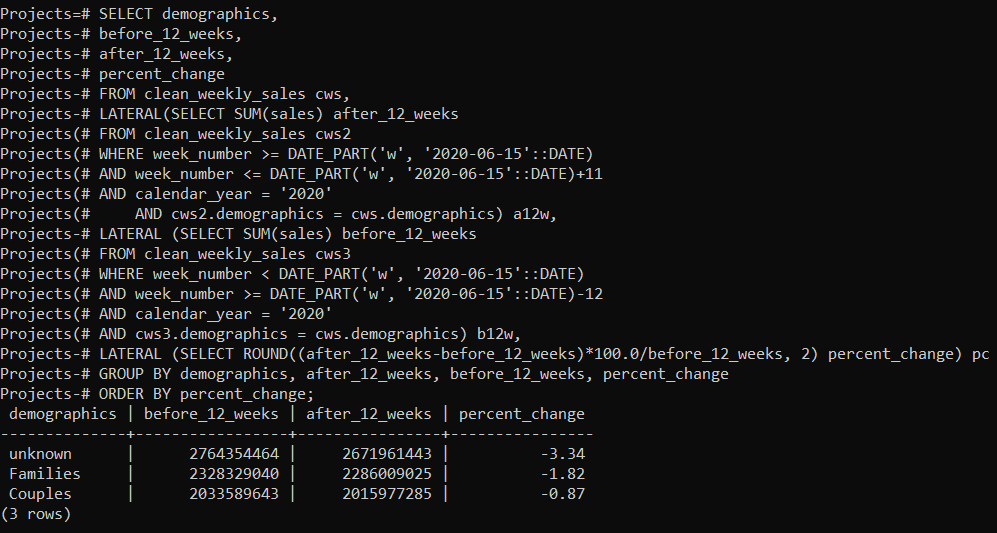 Projects=# SELECT demographics,
Projects-# before_12_weeks,
Projects-# after_12_weeks,
Projects-# percent_change
Projects-# FROM clean_weekly_sales cws,
Projects-# LATERAL(SELECT SUM(sales) after_12_weeks
Projects(# FROM clean_weekly_sales cws2
Projects(# WHERE week_number >= DATE_PART('w', '2020-06-15'::DATE)
Projects(# AND week_number <= DATE_PART('w', '2020-06-15'::DATE)+11
Projects(# AND calendar_year = '2020'
Projects(#     AND cws2.demographics = cws.demographics) a12w,
Projects-# LATERAL (SELECT SUM(sales) before_12_weeks
Projects(# FROM clean_weekly_sales cws3
Projects(# WHERE week_number < DATE_PART('w', '2020-06-15'::DATE)
Projects(# AND week_number >= DATE_PART('w', '2020-06-15'::DATE)-12
Projects(# AND calendar_year = '2020'
Projects(# AND cws3.demographics = cws.demographics) b12w,
Projects-# LATERAL (SELECT ROUND((after_12_weeks-before_12_weeks)*100.0/before_12_weeks, 2) percent_change) pc
Projects-# GROUP BY demographics, after_12_weeks, before_12_weeks, percent_change
Projects-# ORDER BY percent_change;
 demographics | before_12_weeks | after_12_weeks | percent_change
--------------+-----------------+----------------+----------------
 unknown      |      2764354464 |     2671961443 |          -3.34
 Families     |      2328329040 |     2286009025 |          -1.82
 Couples      |      2033589643 |     2015977285 |          -0.87
(3 rows)